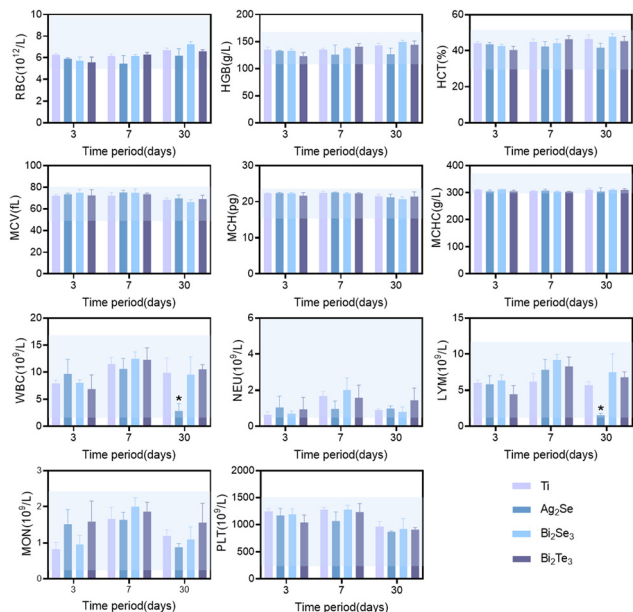 RBC(10¹²/L)
10
8
6
4
2
0
3 7 30
Time period(days)
HGB(g/L)
200
150
100
50
0
3 7 30
Time period(days)
HCT(%)
60
40
20
0
3 7 30
Time period(days)
MCV(fL)
100
80
60
40
20
0
3 7 30
Time period(days)
MCH(pg)
30
20
10
0
3 7 30
Time period(days)
MCHC(g/L)
400
300
200
100
0
3 7 30
Time period(days)
WBC(10⁹/L)
20
15
10
5
0
*
3 7 30
Time period(days)
NEU(10⁹/L)
6
4
2
0
3 7 30
Time period(days)
LYM(10⁹/L)
15
10
5
0
*
3 7 30
Time period(days)
MON(10⁹/L)
3
2
1
0
3 7 30
Time period(days)
PLT(10⁹/L)
2000
1500
1000
500
0
3 7 30
Time period(days)
Ti
Ag₂Se
Bi₂Se₃
Bi₂Te₃